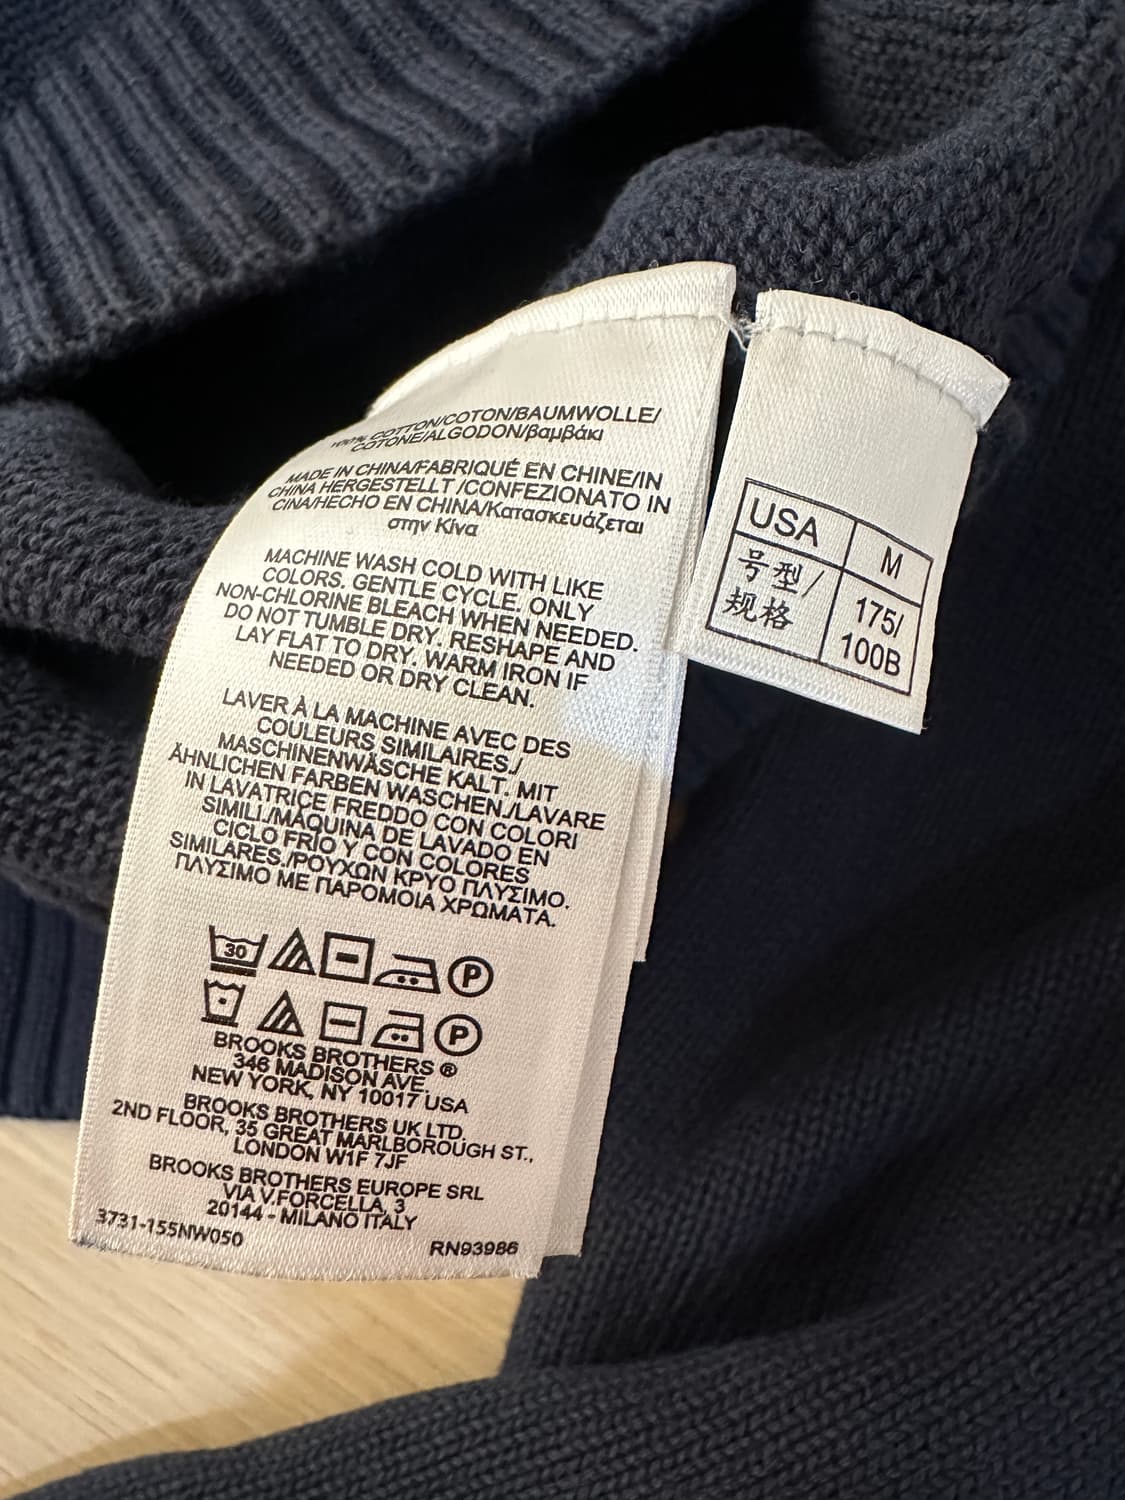 100% COTTON/COTON/BAUMWOLLE/
COTONE/ALGODON/βαμβάκι
MADE IN CHINA/FABRIQUÉ EN CHINE/IN
CHINA HERGESTELLT /CONFEZIONATO IN
CINA/HECHO EN CHINA/Κατασκευάζεται
στην Κίνα
MACHINE WASH COLD WITH LIKE
COLORS. GENTLE CYCLE. ONLY
NON-CHLORINE BLEACH WHEN NEEDED.
DO NOT TUMBLE DRY. RESHAPE AND
LAY FLAT TO DRY. WARM IRON IF
NEEDED OR DRY CLEAN.
LAVER À LA MACHINE AVEC DES
COULEURS SIMILAIRES./
MASCHINENWÄSCHE KALT. MIT
ÄHNLICHEN FARBEN WASCHEN./LAVARE
IN LAVATRICE FREDDO CON COLORI
SIMILI./MÁQUINA DE LAVADO EN
CICLO FRÍO Y CON COLORES
SIMILARES./ΡΟΥΧΩΝ ΚΡΥΟ ΠΛΥΣΙΜΟ.
ΠΛΥΣΙΜΟ ΜΕ ΠΑΡΟΜΟΙΑ ΧΡΩΜΑΤΑ.
30 P
P
BROOKS BROTHERS ®
346 MADISON AVE.
NEW YORK, NY 10017 USA
BROOKS BROTHERS UK LTD.
2ND FLOOR, 35 GREAT MARLBOROUGH ST.,
LONDON W1F 7JF
BROOKS BROTHERS EUROPE SRL
VIA V.FORCELLA, 3
20144 - MILANO ITALY
3731-155NW050 RN93986
USA M
号型/ 175/
规格 100B